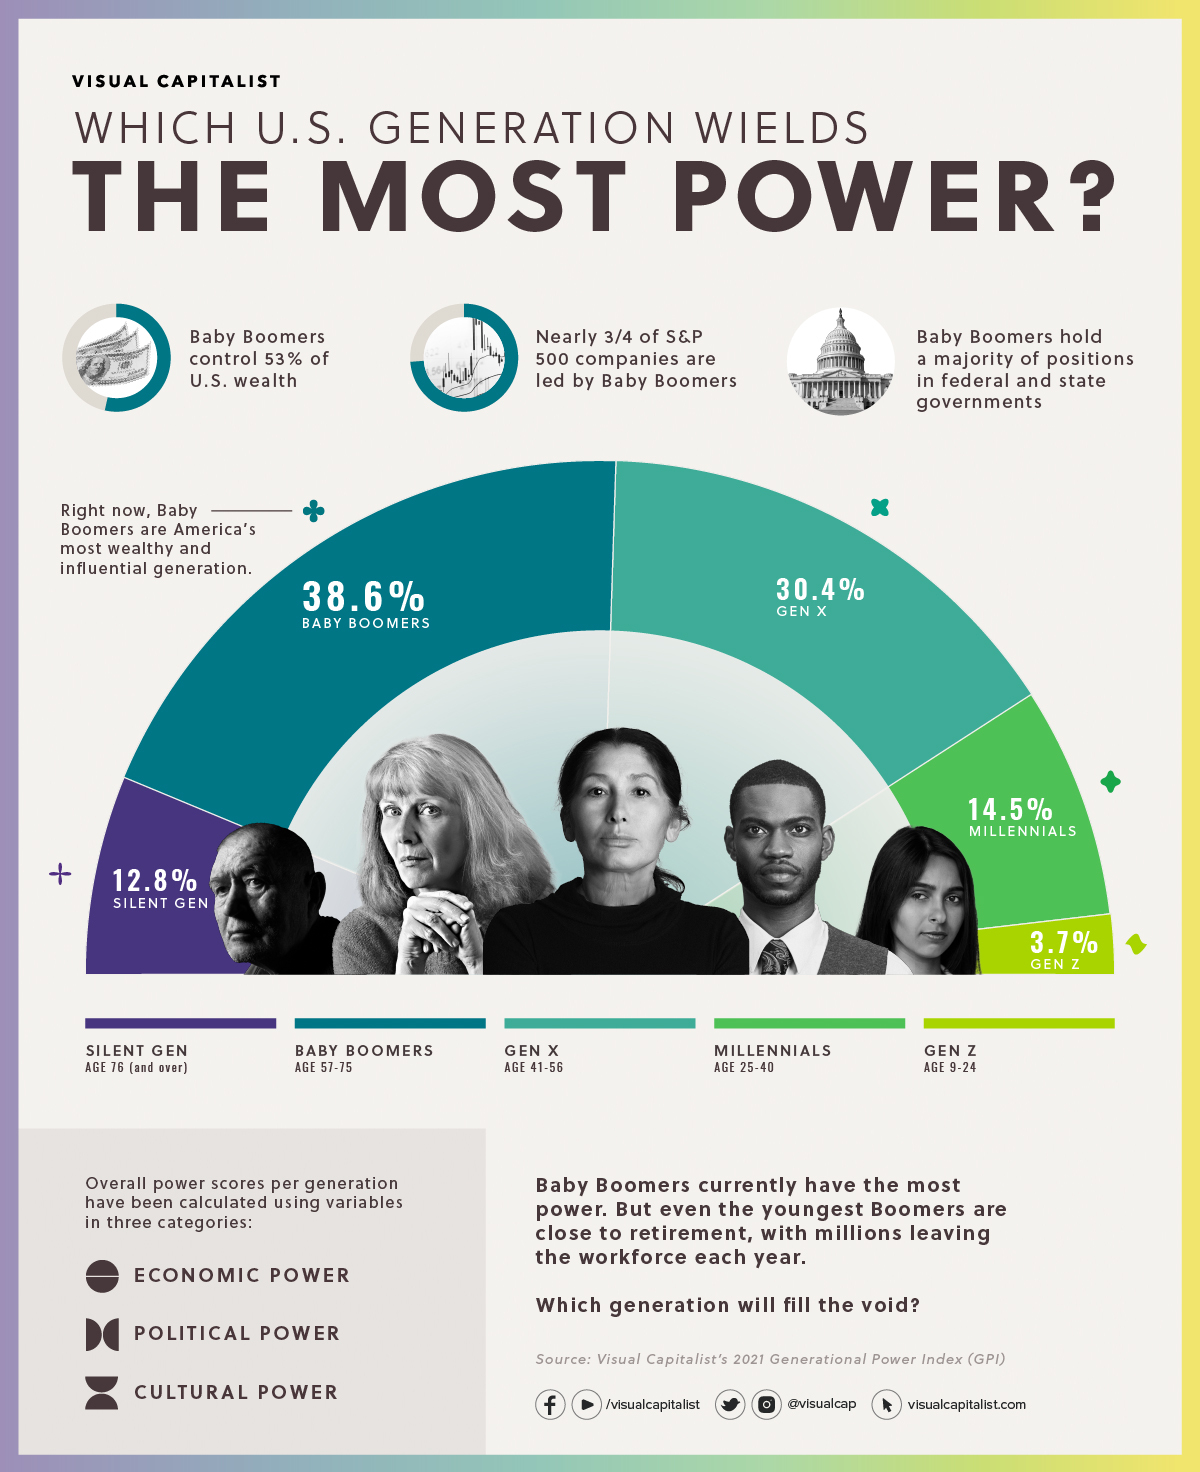 VISUAL CAPITALIST
WHICH U.S. GENERATION WIELDS
THE MOST POWER?
Baby Boomers
control 53% of
U.S. wealth
Nearly 3/4 of S&P
500 companies are
led by Baby Boomers
Baby Boomers hold
a majority of positions
in federal and state
governments
Right now, Baby
Boomers are America's
most wealthy and
influential generation.
38.6%
BABY BOOMERS
30.4%
GEN X
14.5%
MILLENNIALS
12.8%
SILENT GEN
3.7%
GEN Z
SILENT GEN
AGE 76 (and over)
BABY BOOMERS
AGE 57-75
GEN X
AGE 41-56
MILLENNIALS
AGE 25-40
GEN Z
AGE 9-24
Overall power scores per generation
have been calculated using variables
in three categories:
ECONOMIC POWER
POLITICAL POWER
CULTURAL POWER
Baby Boomers currently have the most
power. But even the youngest Boomers are
close to retirement, with millions leaving
the workforce each year.
Which generation will fill the void?
Source: Visual Capitalist's 2021 Generational Power Index (GPI)
/visualcapitalist @visualcap visualcapitalist.com